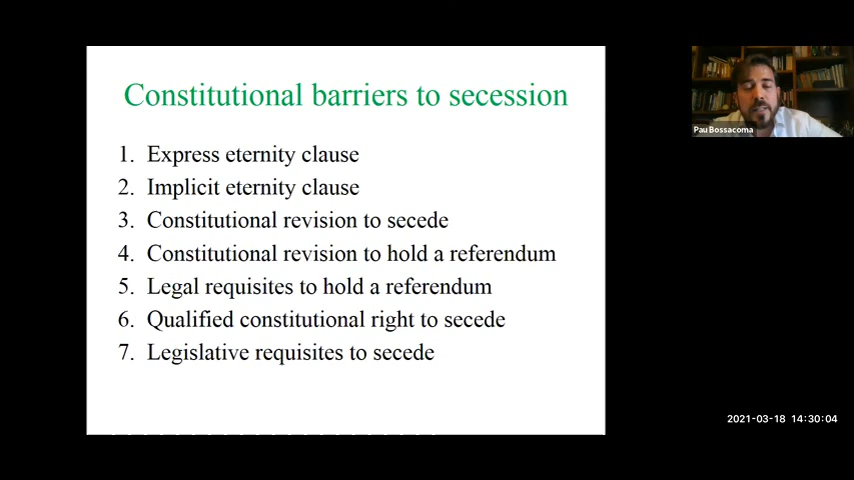 Constitutional barriers to secession
1. Express eternity clause
2. Implicit eternity clause
3. Constitutional revision to secede
4. Constitutional revision to hold a referendum
5. Legal requisites to hold a referendum
6. Qualified constitutional right to secede
7. Legislative requisites to secede
Pau Bossacoma
2021-03-18 14:30:04